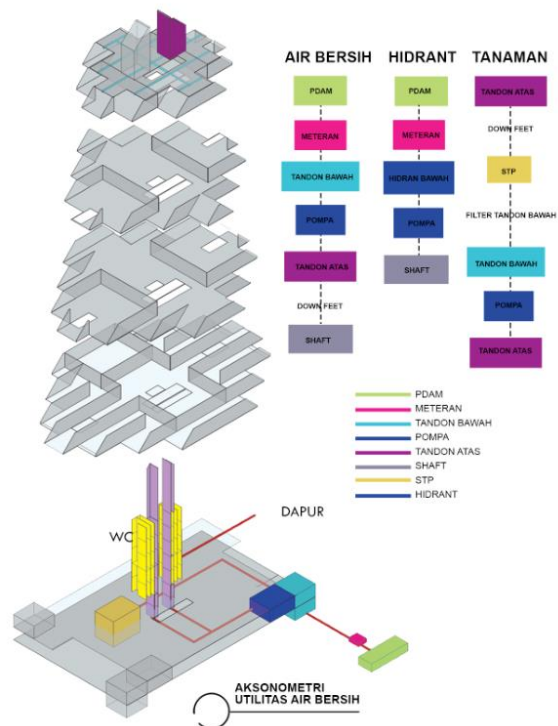 AIR BERSIH
PDAM
METERAN
TANDON BAWAH
POMPA
TANDON ATAS
DOWN FEET
SHAFT
HIDRANT
PDAM
METERAN
HIDRAN BAWAH
POMPA
SHAFT
TANAMAN
TANDON ATAS
DOWN FEET
STP
FILTER TANDON BAWAH
TANDON BAWAH
POMPA
TANDON ATAS
PDAM
METERAN
TANDON BAWAH
POMPA
TANDON ATAS
SHAFT
STP
HIDRANT
WC
DAPUR
AKSONOMETRI
UTILITAS AIR BERSIH